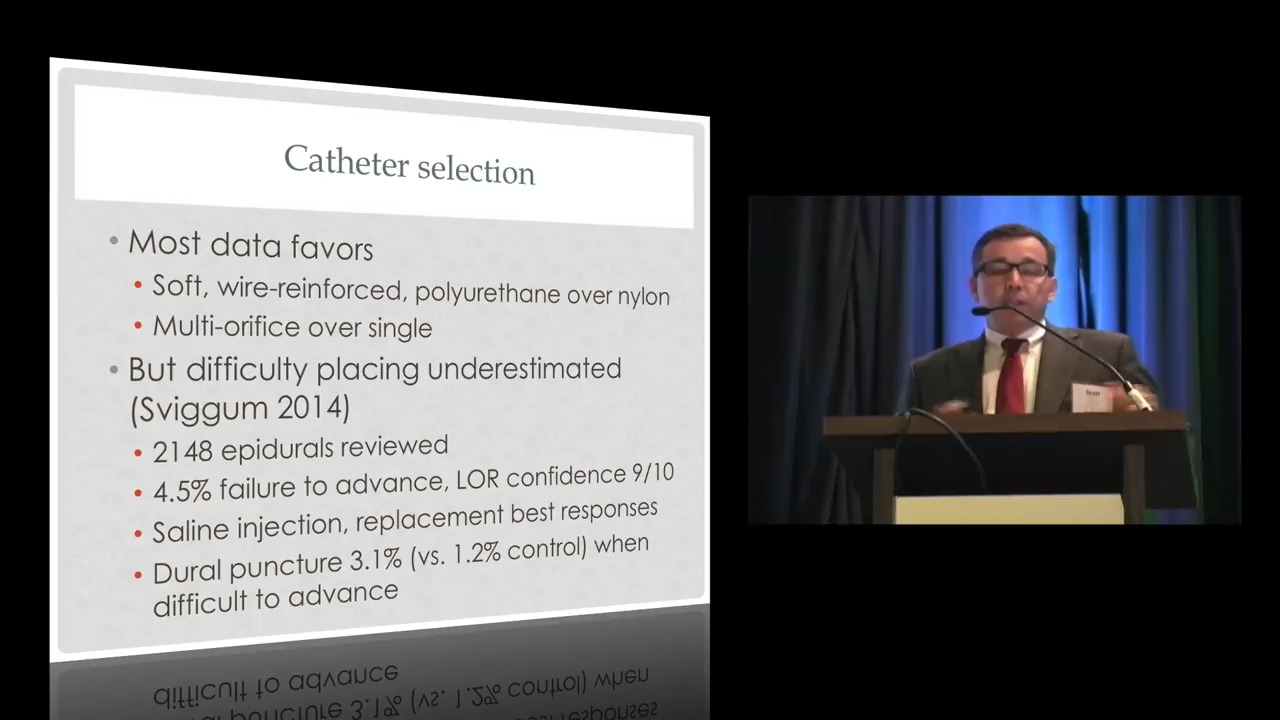 Catheter selection
Most data favors
Soft, wire-reinforced, polyurethane over nylon
Multi-orifice over single
But difficulty placing underestimated
(Sviggum 2014)
2148 epidurals reviewed
4.5% failure to advance, LOR confidence 9/10
Saline injection, replacement best responses
Dural puncture 3.1% (vs. 1.2% control) when
difficult to advance